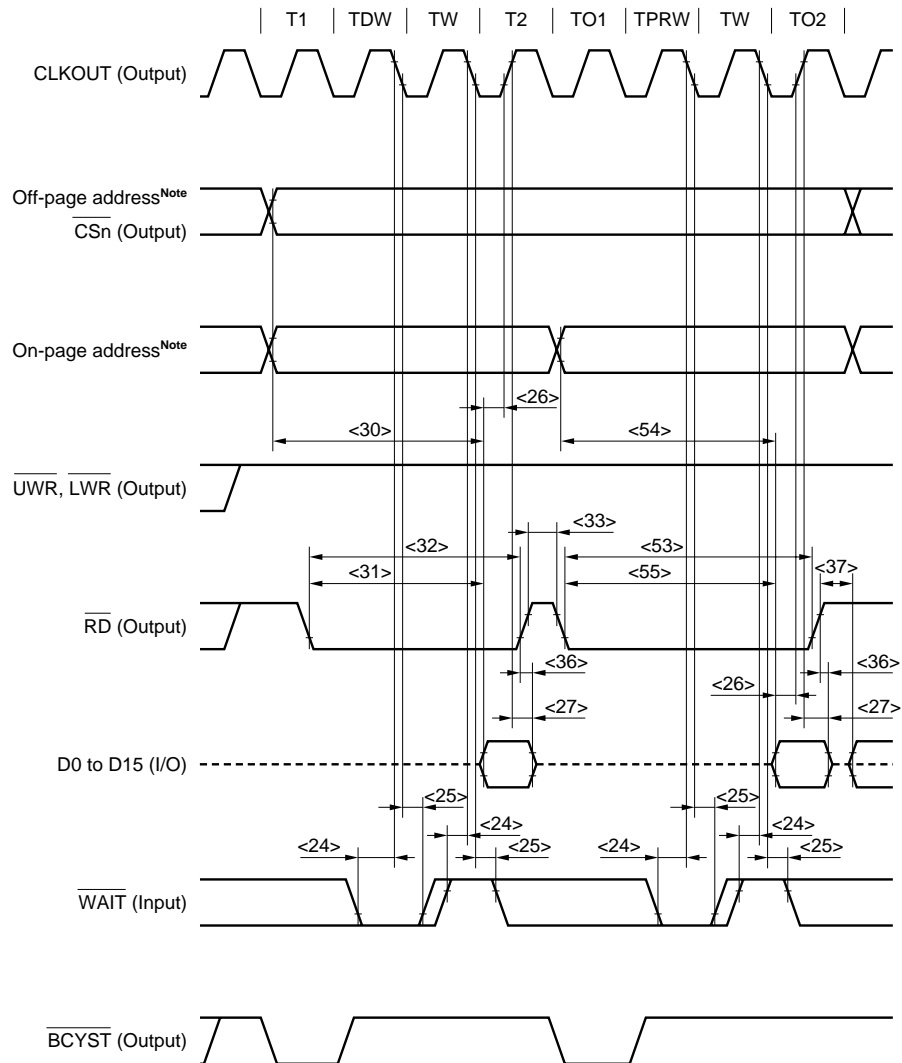 T1 TDW TW T2 TO1 TPRW TW TO2
CLKOUT (Output)
Off-page address Note
CSn (Output)
On-page address Note
<26>
<30> <54>
UWR, LWR (Output)
<33>
<32> <53>
<37>
<31> <55>
RD (Output)
<36> <36>
<26>
<27> <27>
D0 to D15 (I/O)
<25> <25>
<24> <24>
<24> <25> <24> <25>
WAIT (Input)
BCYST (Output)